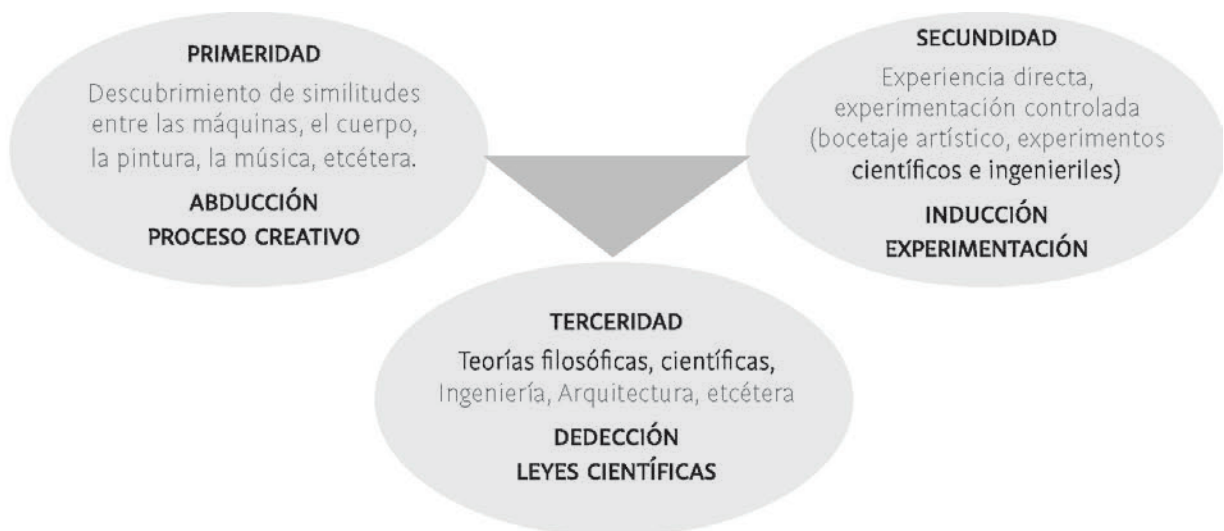 PRIMERIDAD
Descubrimiento de similitudes
entre las máquinas, el cuerpo,
la pintura, la música, etcétera.
ABDUCCIÓN
PROCESO CREATIVO
SECUNDIDAD
Experiencia directa,
experimentación controlada
(bocetaje artístico, experimentos
científicos e ingenieriles)
INDUCCIÓN
EXPERIMENTACIÓN
TERCERIDAD
Teorías filosóficas, científicas,
Ingeniería, Arquitectura, etcétera
DEDECCIÓN
LEYES CIENTÍFICAS